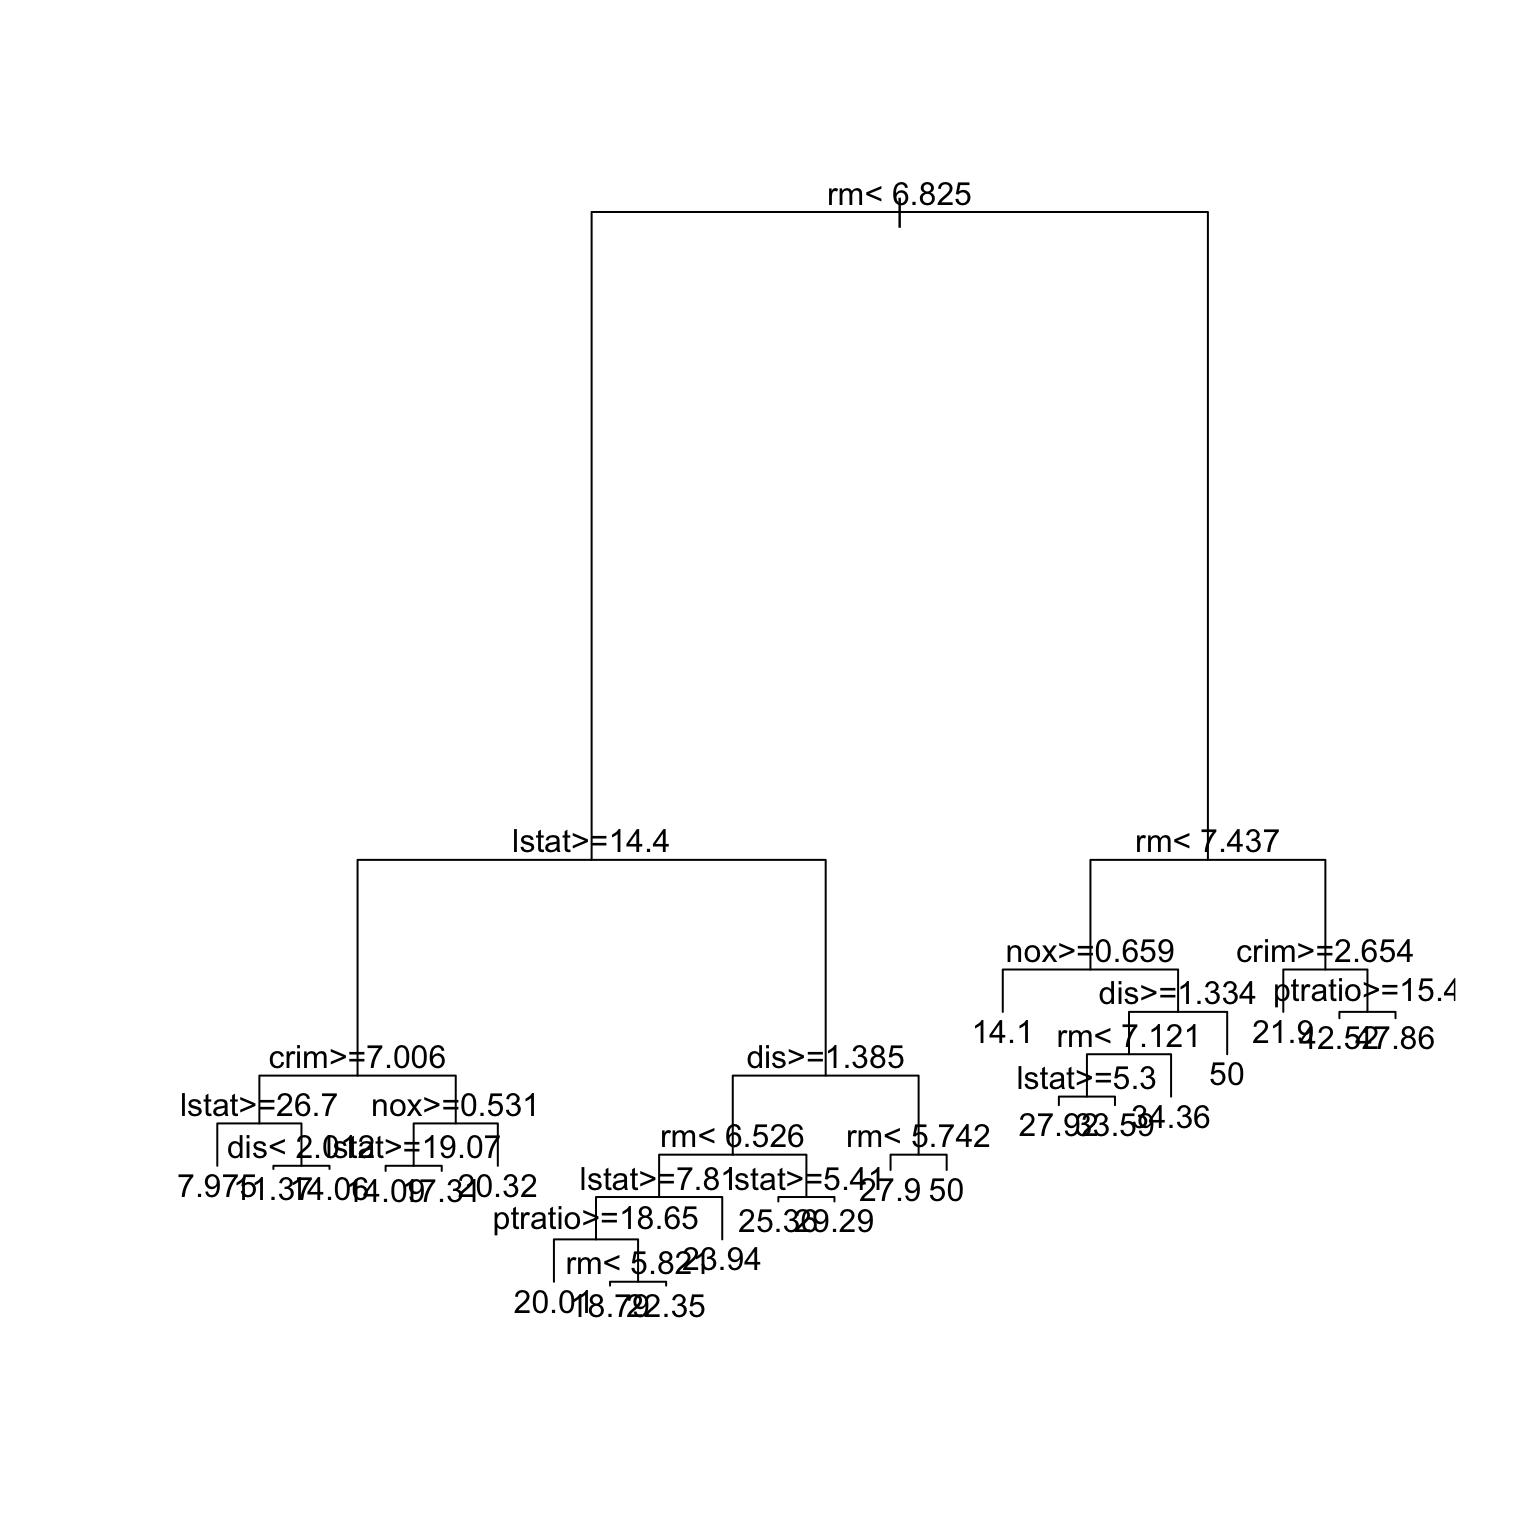 rm< 6.825
lstat>=14.4
rm< 7.437
nox>=0.659
crim>=2.654
dis>=1.334
ptratio>=15.4
14.1
rm< 7.121
21.9
42.52
47.86
crim>=7.006
dis>=1.385
lstat>=5.3
50
lstat>=26.7
nox>=0.531
27.92
33.59
34.36
dis< 2.012
lstat>=19.07
rm< 6.526
rm< 5.742
7.975
11.37
14.06
14.09
17.31
20.32
lstat>=7.81
lstat>=5.41
27.9
50
ptratio>=18.65
25.36
29.29
rm< 5.821
23.94
20.01
18.79
22.35